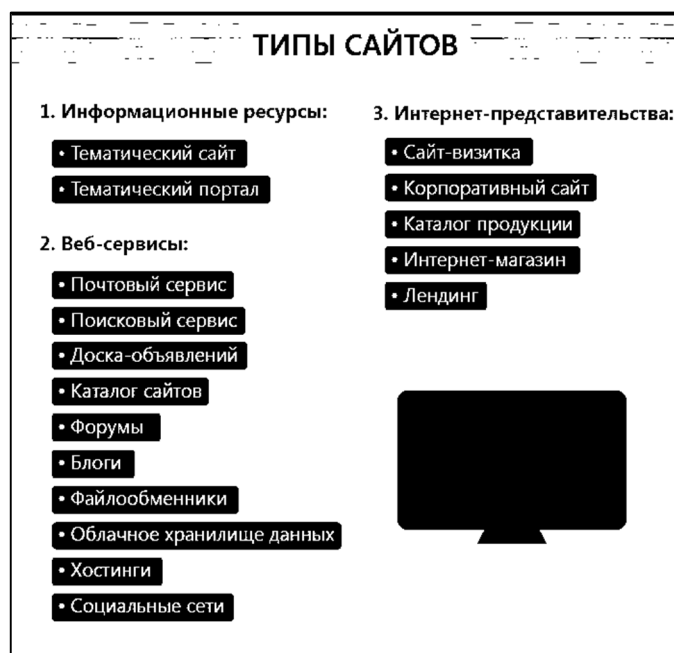 ТИПЫ САЙТОВ
1. Информационные ресурсы:
• Тематический сайт
• Тематический портал
2. Веб-сервисы:
• Почтовый сервис
• Поисковый сервис
• Доска-объявлений
• Каталог сайтов
• Форумы
• Блоги
• Файлообменники
• Облачное хранилище данных
• Хостинги
• Социальные сети
3. Интернет-представительства:
• Сайт-визитка
• Корпоративный сайт
• Каталог продукции
• Интернет-магазин
• Лендинг